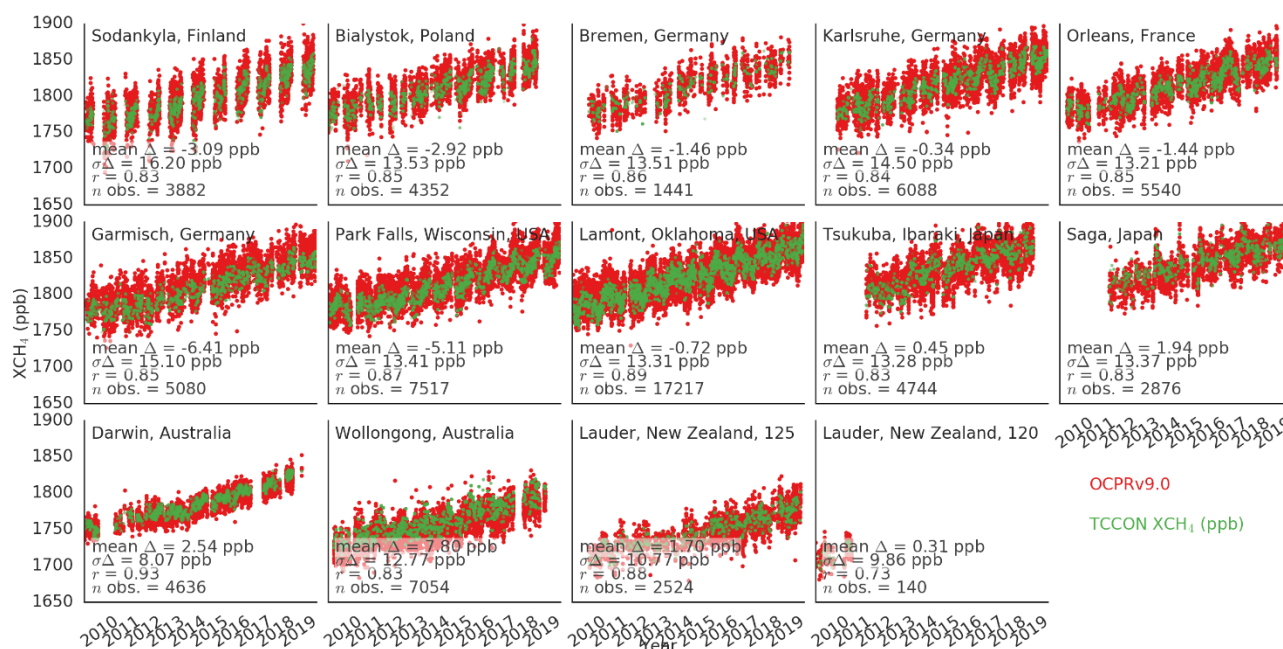 1900
1850
1800
1750
1700
1650
Sodankyla, Finland
mean Δ = -3.09 ppb
σΔ = 16.20 ppb
r = 0.83
n obs. = 3882
Bialystok, Poland
mean Δ = -2.92 ppb
σΔ = 13.53 ppb
r = 0.85
n obs. = 4352
Bremen, Germany
mean Δ = -1.46 ppb
σΔ = 13.51 ppb
r = 0.86
n obs. = 1441
Karlsruhe, Germany
mean Δ = -0.34 ppb
σΔ = 14.50 ppb
r = 0.84
n obs. = 6088
Orleans, France
mean Δ = -1.44 ppb
σΔ = 13.21 ppb
r = 0.85
n obs. = 5540
XCH₄ (ppb)
1900
1850
1800
1750
1700
1650
Garmisch, Germany
mean Δ = -6.41 ppb
σΔ = 15.10 ppb
r = 0.85
n obs. = 5080
Park Falls, Wisconsin, USA
mean Δ = -5.11 ppb
σΔ = 13.41 ppb
r = 0.87
n obs. = 7517
Lamont, Oklahoma, USA
mean Δ = -0.72 ppb
σΔ = 13.31 ppb
r = 0.89
n obs. = 17217
Tsukuba, Ibaraki, Japan
mean Δ = 0.45 ppb
σΔ = 13.28 ppb
r = 0.83
n obs. = 4744
Saga, Japan
mean Δ = 1.94 ppb
σΔ = 13.37 ppb
r = 0.83
n obs. = 2876
2010 2011 2012 2013 2014 2015 2016 2017 2018 2019
1900
1850
1800
1750
1700
1650
Darwin, Australia
mean Δ = 2.54 ppb
σΔ = 8.07 ppb
r = 0.93
n obs. = 4636
Wollongong, Australia
mean Δ = 7.80 ppb
σΔ = 12.77 ppb
r = 0.83
n obs. = 7054
Lauder, New Zealand, 125
mean Δ = 1.70 ppb
σΔ = 10.77 ppb
r = 0.88
n obs. = 2524
Lauder, New Zealand, 120
mean Δ = 0.31 ppb
σΔ = 9.86 ppb
r = 0.73
n obs. = 140
OCPRv9.0
TCCON XCH₄ (ppb)
2010 2011 2012 2013 2014 2015 2016 2017 2018 2019
2010 2011 2012 2013 2014 2015 2016 2017 2018 2019
2010 2011 2012 2013 2014 2015 2016 2017 2018 2019
2010 2011 2012 2013 2014 2015 2016 2017 2018 2019
Year